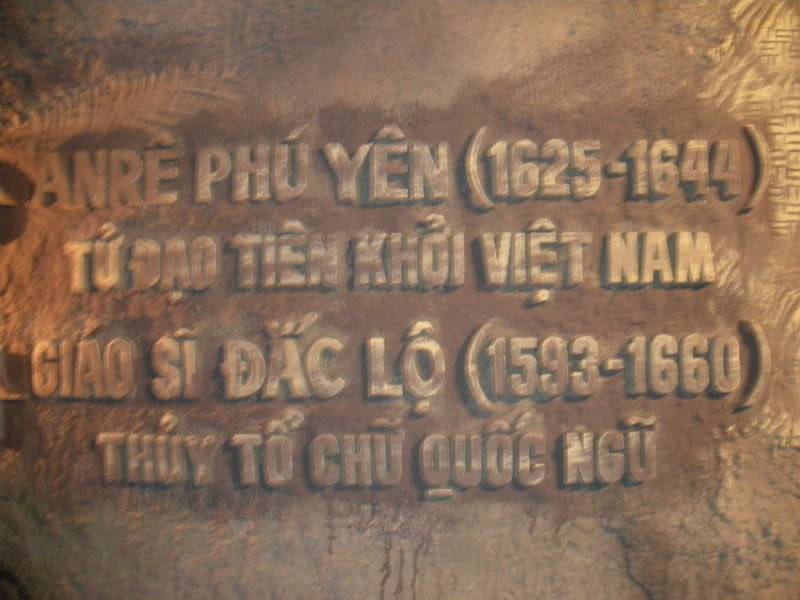 ANRÊ PHÚ YÊN (1625-1644)
TỬ ĐẠO TIÊN KHỞI VIỆT NAM
GIÁO SĨ ĐẮC LỘ (1593-1660)
THỦY TỔ CHỮ QUỐC NGŨ